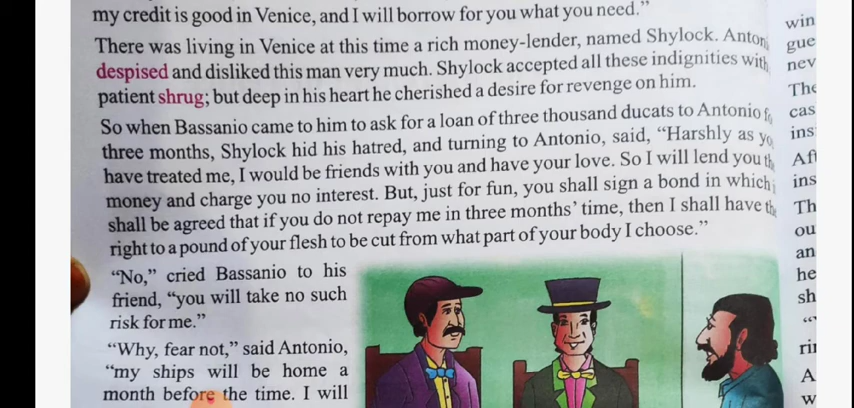 my credit is good in Venice, and I will borrow for you what you need.”
There was living in Venice at this time a rich money-lender, named Shylock.
despised and disliked this man very much. Shylock accepted all these indignities with
patient shrug; but deep in his heart he cherished a desire for revenge on him.
So when Bassanio came to him to ask for a loan of three thousand ducats to Antonio
three months, Shylock hid his hatred, and turning to Antonio, said, “Harshly as
have treated me, I would be friends with you and have your love. So I will lend you
money and charge you no interest. But, just for fun, you shall sign a bond in which
shall be agreed that if you do not repay me in three months’ time, then I shall have
right to a pound of your flesh to be cut from what part of your body I choose.”
“No,” cried Bassanio to his
friend, “you will take no such
risk for me.”
“Why, fear not,” said Antonio,
“my ships will be home a
month before the time. I will
win
gue
nev
The
cas
ins
Aft
ins
Th
ou
an
he
sh
“
rin
A
w